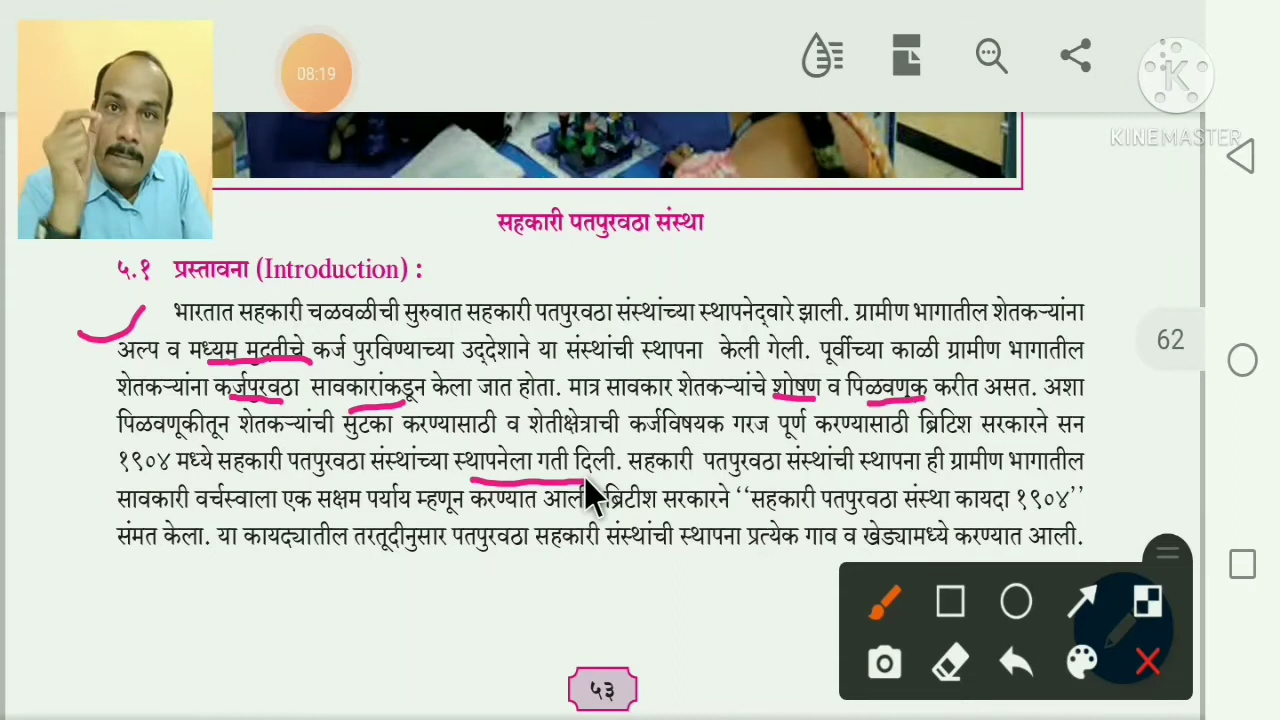 08:19
KINEMASTER
सहकारी पतपुरवठा संस्था
५.१ प्रस्तावना (Introduction) :
भारतात सहकारी चळवळीची सुरुवात सहकारी पतपुरवठा संस्थांच्या स्थापनेद्वारे झाली. ग्रामीण भागातील शेतकऱ्यांना
अल्प व मध्यम मुदतीचे कर्ज पुरविण्याच्या उद्देशाने या संस्थांची स्थापना केली गेली. पूर्वीच्या काळी ग्रामीण भागातील
शेतकऱ्यांना कर्जपुरवठा सावकारांकडून केला जात होता. मात्र सावकार शेतकऱ्यांचे शोषण व पिळवणूक करीत असत. अशा
पिळवणूकीतून शेतकऱ्यांची सुटका करण्यासाठी व शेतीक्षेत्राची कर्जविषयक गरज पूर्ण करण्यासाठी ब्रिटिश सरकारने सन
१९०४ मध्ये सहकारी पतपुरवठा संस्थांच्या स्थापनेला गती दिली. सहकारी पतपुरवठा संस्थांची स्थापना ही ग्रामीण भागातील
सावकारी वर्चस्वाला एक सक्षम पर्याय म्हणून करण्यात आली ब्रिटीश सरकारने “सहकारी पतपुरवठा संस्था कायदा १९०४”
संमत केला. या कायद्यातील तरतूदीनुसार पतपुरवठा सहकारी संस्थांची स्थापना प्रत्येक गाव व खेड्यामध्ये करण्यात आली.
62
५३